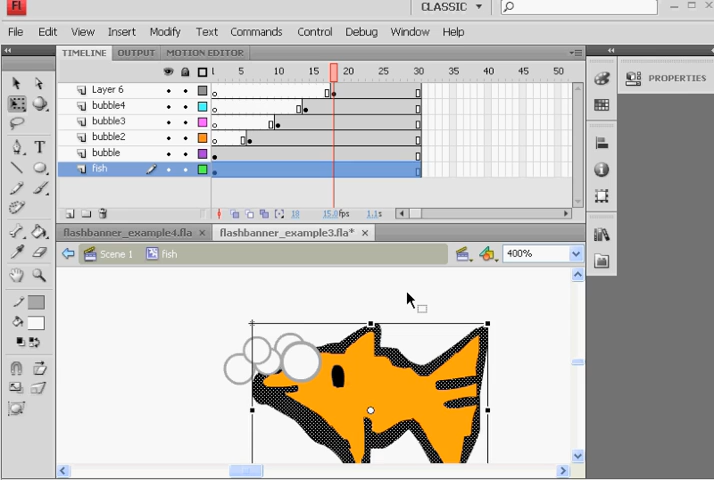 Fl
CLASSIC
File Edit View Insert Modify Text Commands Control Debug Window Help
TIMELINE OUTPUT MOTION EDITOR
PROPERTIES
5 10 15 20 25 30 35 40 45 50
Layer 6
bubble4
bubble3
bubble2
bubble
fish
18 15.0fps 1.1s
flashbanner_example4.fla flashbanner_example3.fla*
Scene 1 fish 400%
T